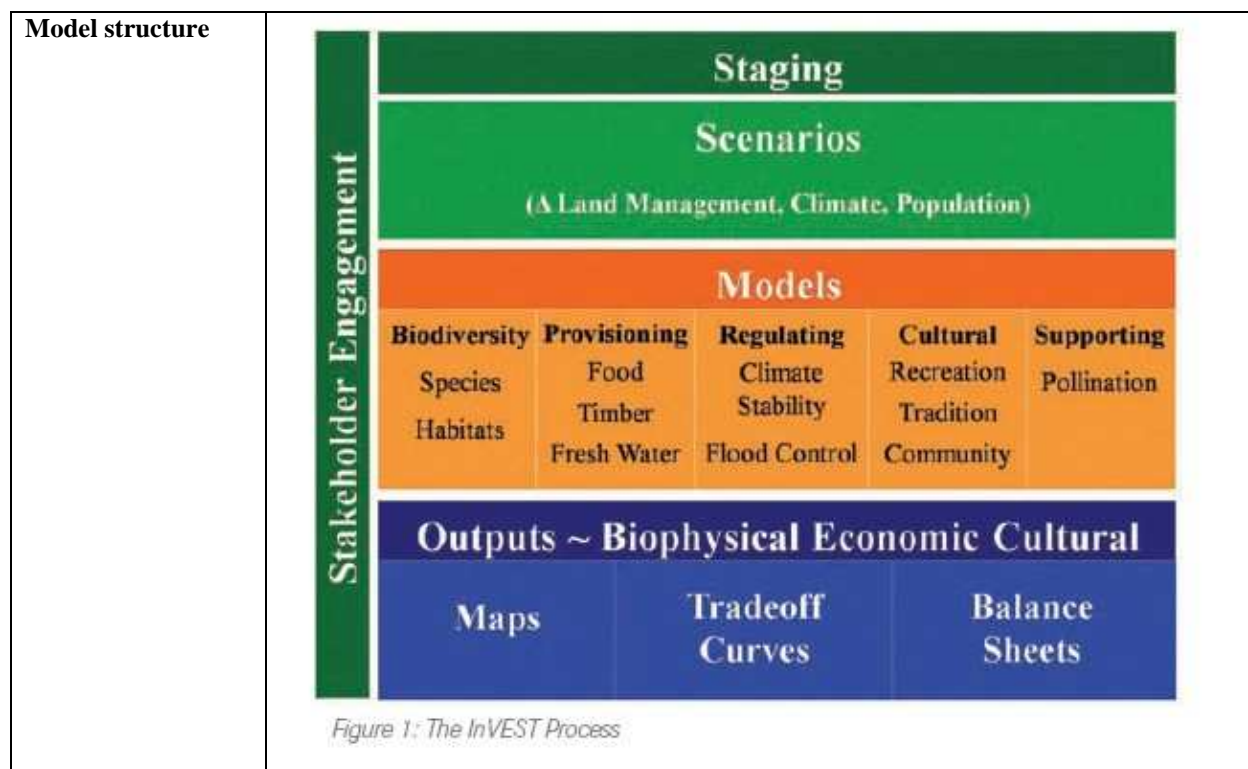 Model structure
Stakeholder Engagement
Staging
Scenarios
(Δ Land Management, Climate, Population)
Models
Biodiversity
Species
Habitats
Provisioning
Food
Timber
Fresh Water
Regulating
Climate
Stability
Flood Control
Cultural
Recreation
Tradition
Community
Supporting
Pollination
Outputs ~ Biophysical Economic Cultural
Maps
Tradeoff
Curves
Balance
Sheets
Figure 1: The InVEST Process